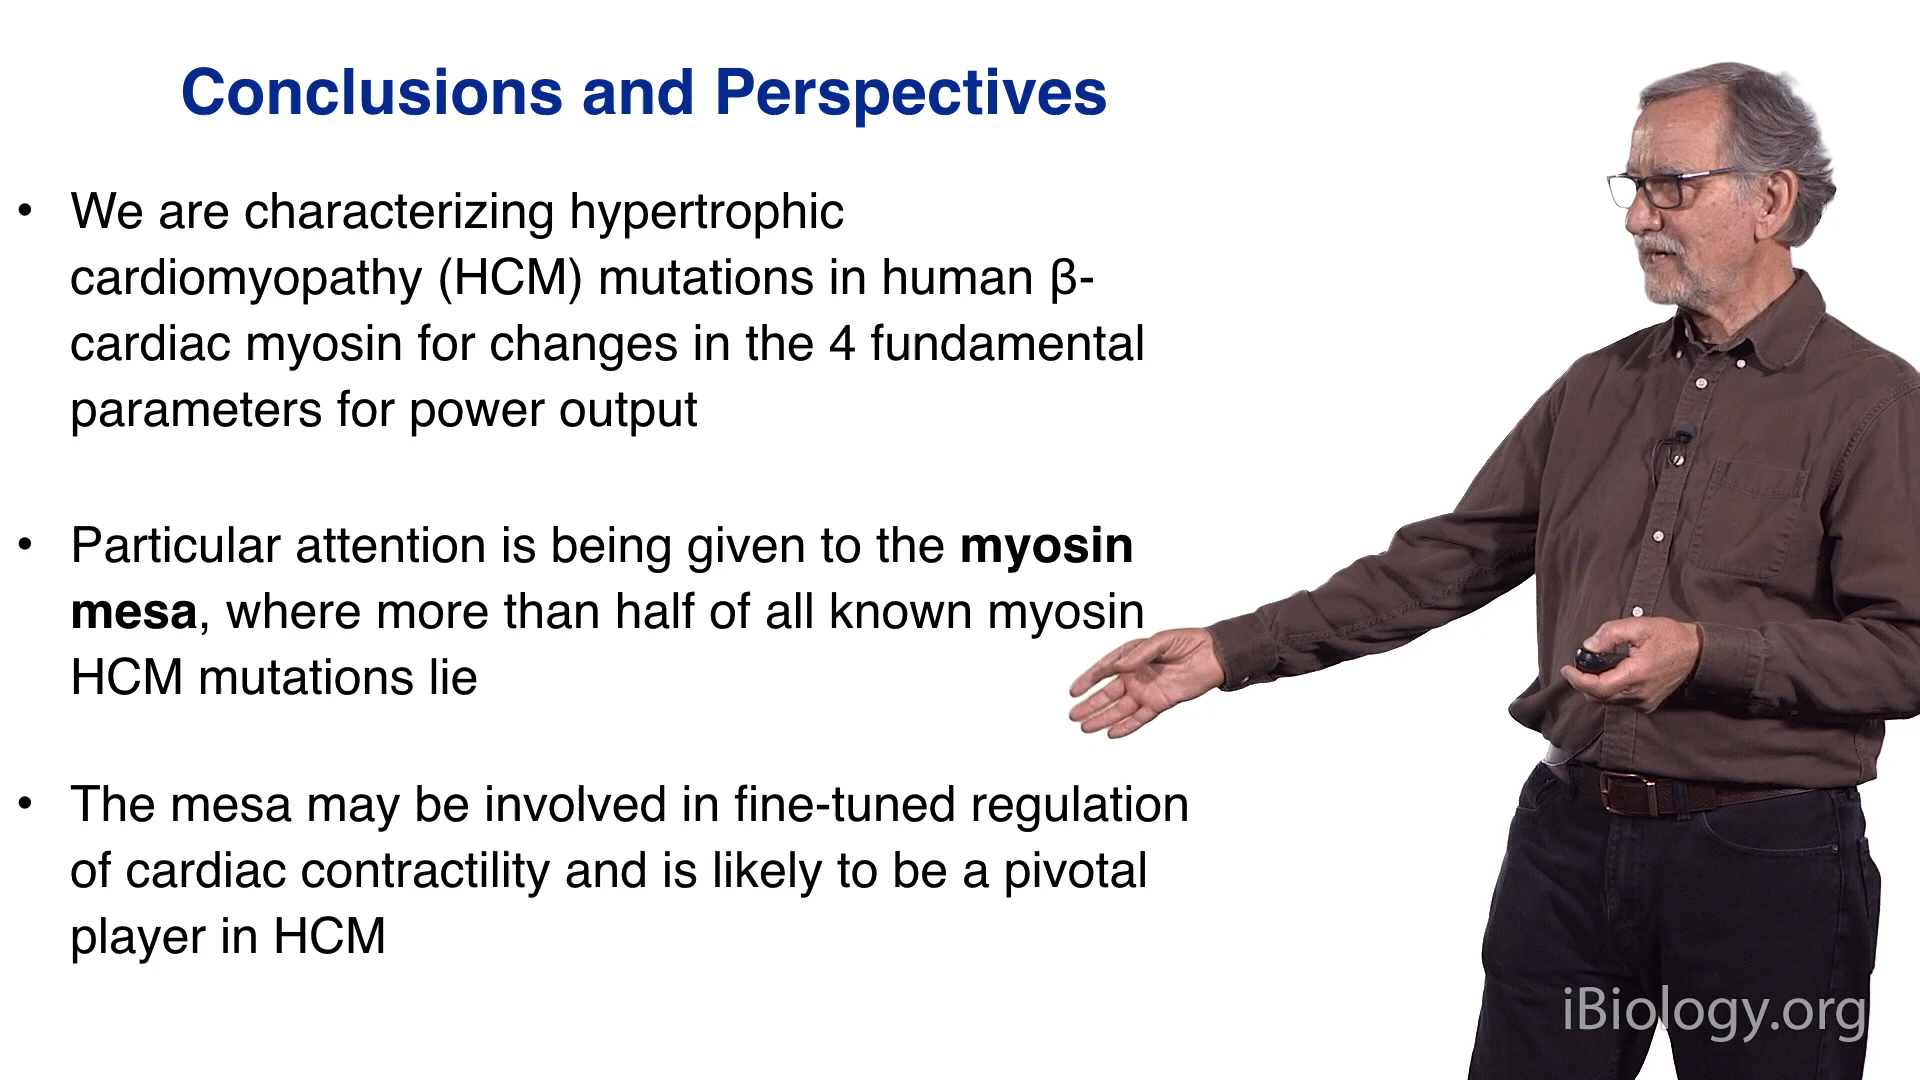 Conclusions and Perspectives
• We are characterizing hypertrophic
cardiomyopathy (HCM) mutations in human β-
cardiac myosin for changes in the 4 fundamental
parameters for power output
• Particular attention is being given to the myosin
mesa, where more than half of all known myosin
HCM mutations lie
• The mesa may be involved in fine-tuned regulation
of cardiac contractility and is likely to be a pivotal
player in HCM
iBiology.org